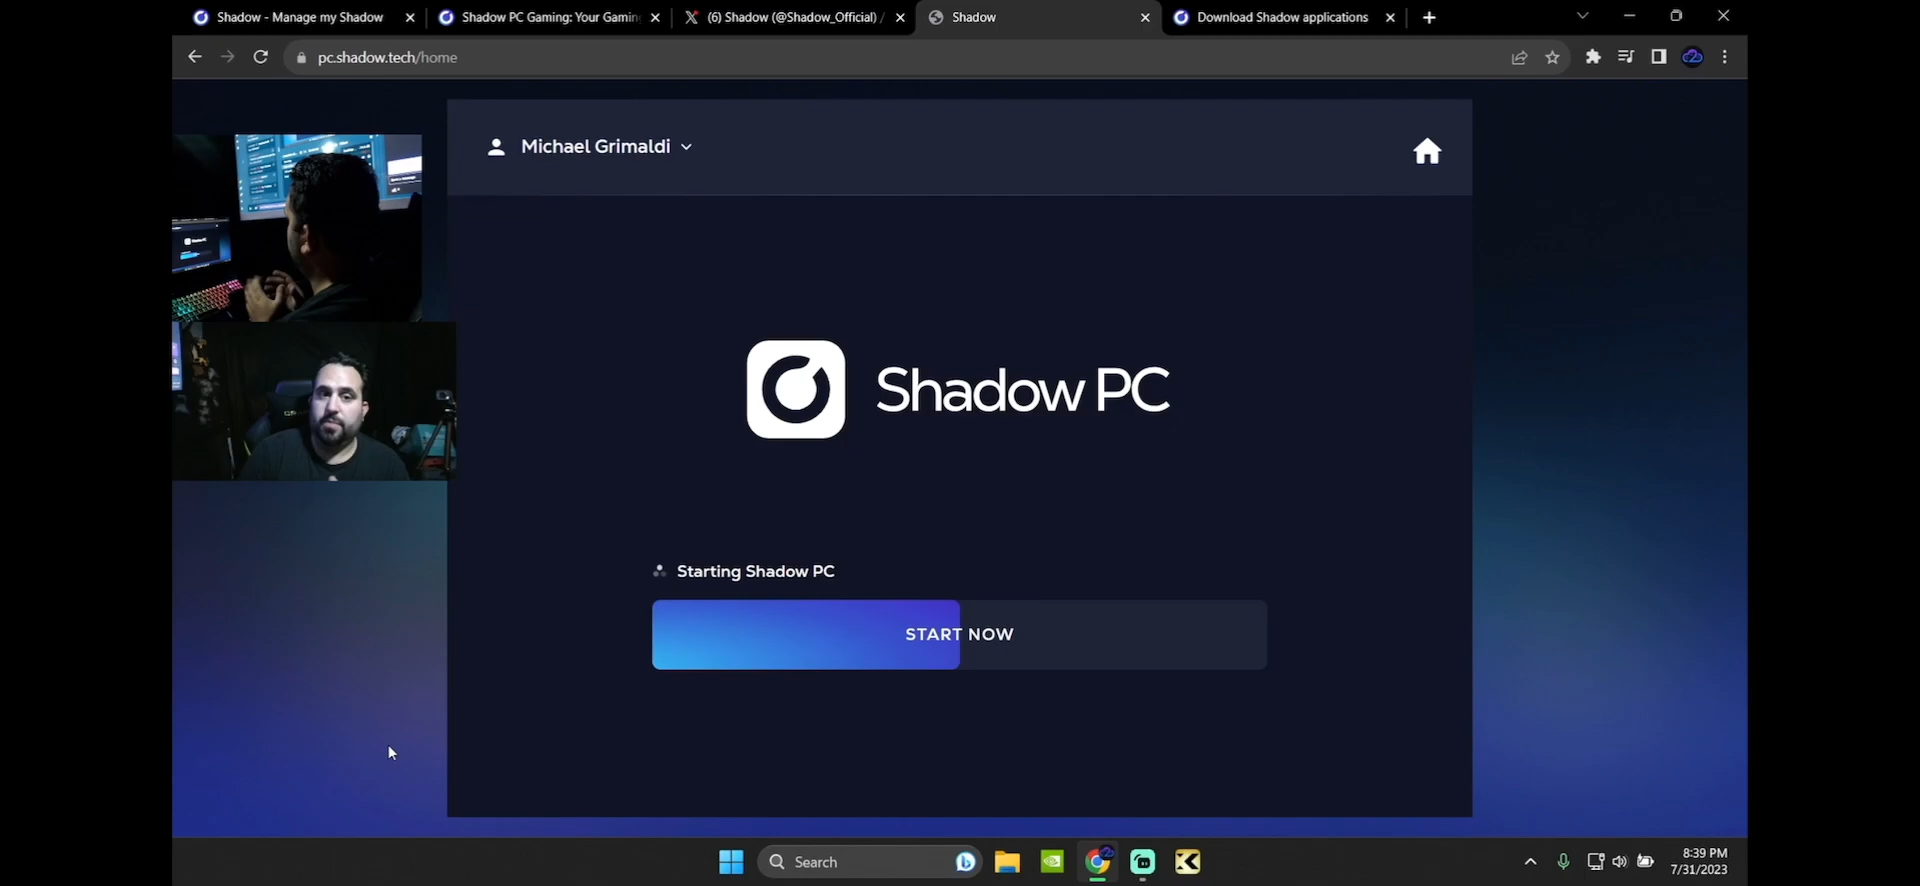 Shadow - Manage my Shadow
Shadow PC Gaming: Your Gamin
(6) Shadow (@Shadow_Official) /
Shadow
Download Shadow applications
pc.shadow.tech/home
Michael Grimaldi
Shadow PC
Starting Shadow PC
START NOW
Search
8:39 PM
7/31/2023